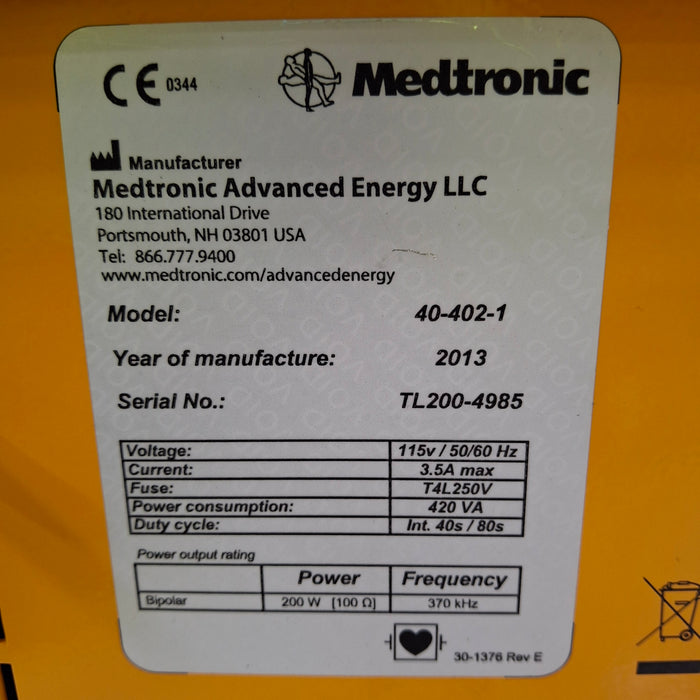 CE 0344
Medtronic
Manufacturer
Medtronic Advanced Energy LLC
180 International Drive
Portsmouth, NH 03801 USA
Tel: 866.777.9400
www.medtronic.com/advancedenergy
Model: 40-402-1
Year of manufacture: 2013
Serial No.: TL200-4985
Voltage: 115v / 50/60 Hz
Current: 3.5A max
Fuse: T4L250V
Power consumption: 420 VA
Duty cycle: Int. 40s / 80s
Power output rating
Power Frequency
Bipolar 200 W [100 Ω] 370 kHz
30-1376 Rev E